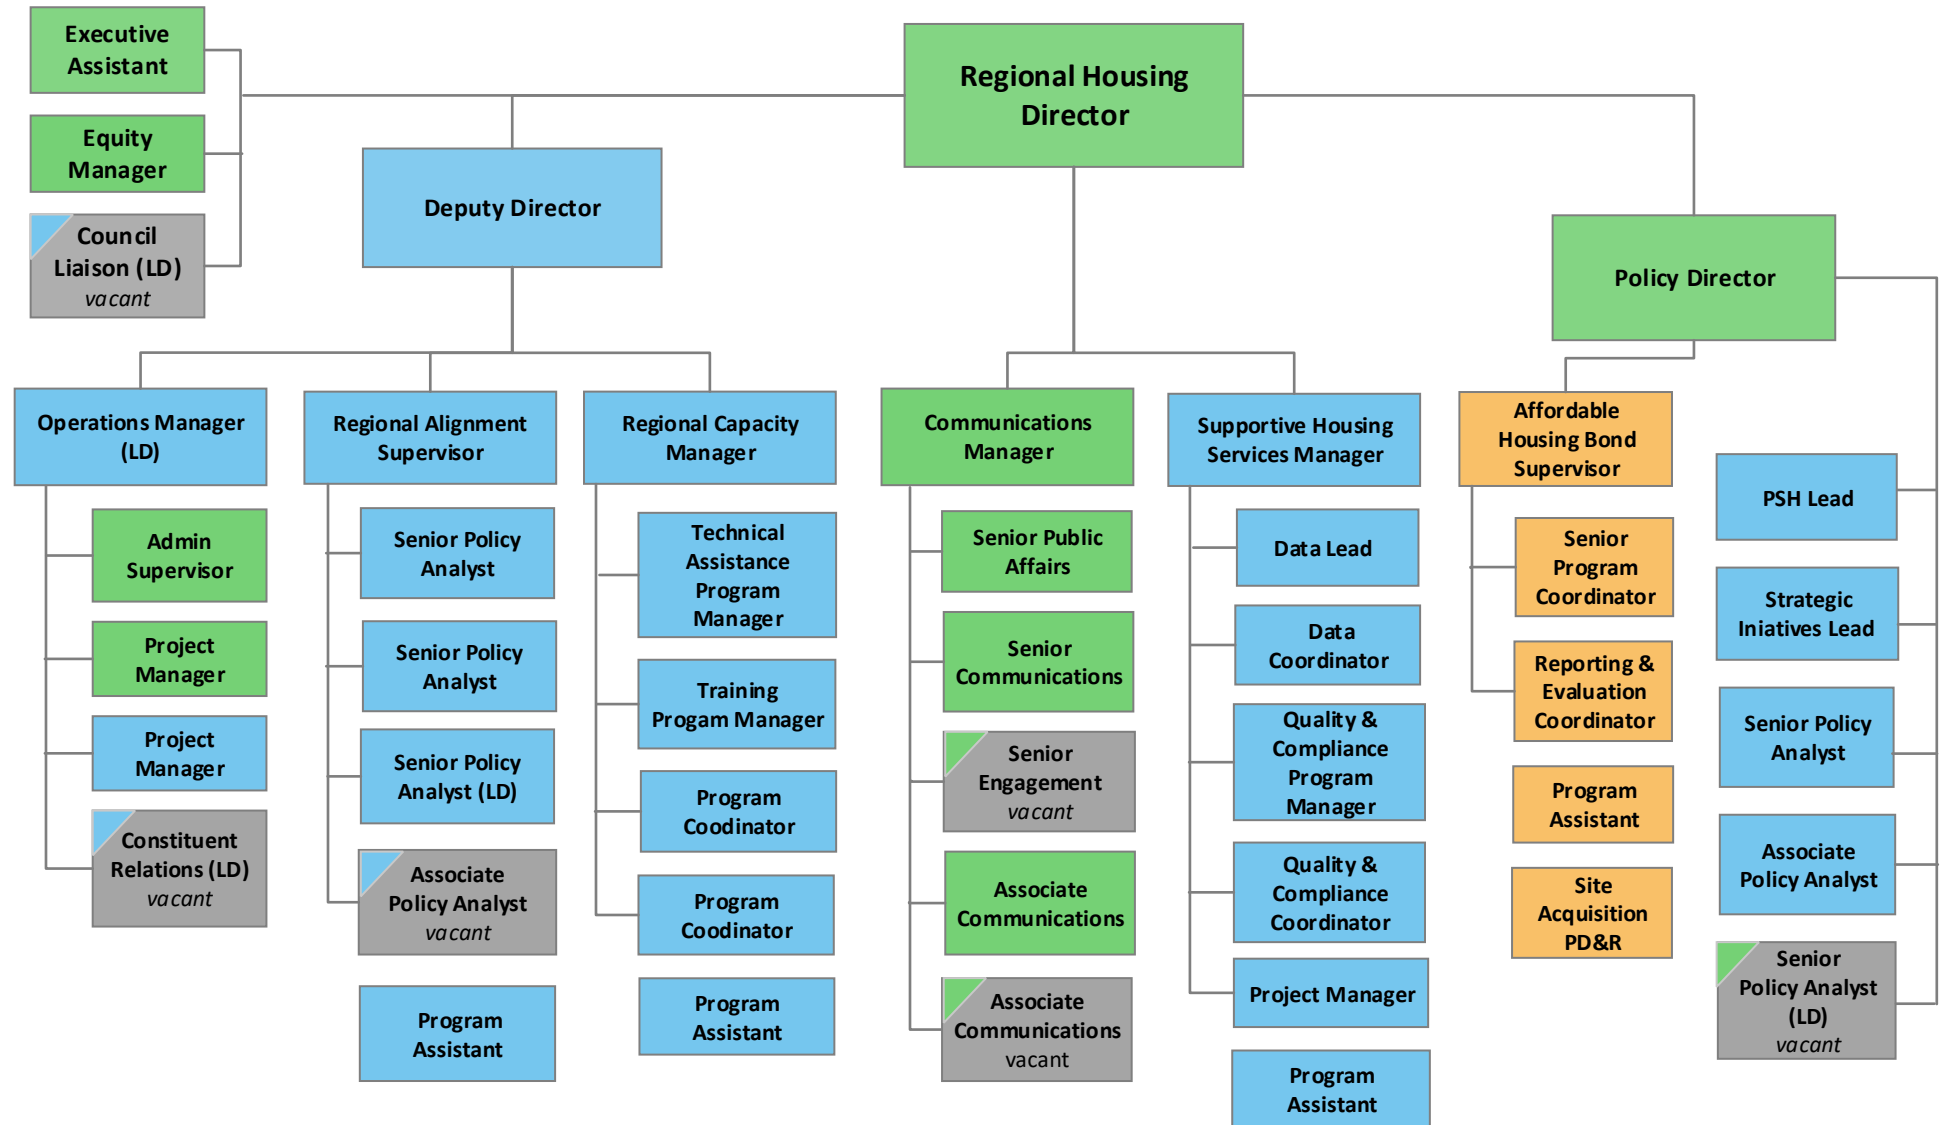 Executive
Assistant
Equity
Manager
Council
Liaison (LD)
vacant
Regional Housing
Director
Deputy Director
Policy Director
Operations Manager
(LD)
Admin
Supervisor
Project
Manager
Project
Manager
Constituent
Relations (LD)
vacant
Regional Alignment
Supervisor
Senior Policy
Analyst
Senior Policy
Analyst
Senior Policy
Analyst (LD)
Associate
Policy Analyst
vacant
Program
Assistant
Regional Capacity
Manager
Technical
Assistance
Program
Manager
Training
Progam Manager
Program
Coodinator
Program
Coodinator
Program
Assistant
Communications
Manager
Senior Public
Affairs
Senior
Communications
Senior
Engagement
vacant
Associate
Communications
Associate
Communications
vacant
Supportive Housing
Services Manager
Data Lead
Data
Coordinator
Quality &
Compliance
Program
Manager
Quality &
Compliance
Coordinator
Project Manager
Program
Assistant
Affordable
Housing Bond
Supervisor
Senior
Program
Coordinator
Reporting &
Evaluation
Coordinator
Program
Assistant
Site
Acquisition
PD&R
PSH Lead
Strategic
Iniatives Lead
Senior Policy
Analyst
Associate
Policy Analyst
Senior
Policy Analyst
(LD)
vacant